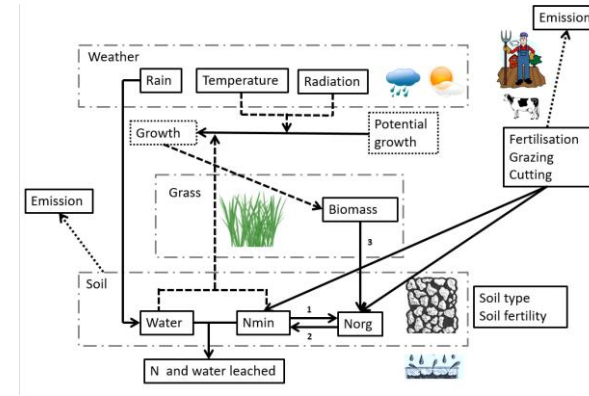 Emission
Weather
Rain
Temperature
Radiation
Growth
Potential
growth
Fertilisation
Grazing
Cutting
Grass
Biomass
Emission
3
Soil
Water
Nmin
1
2
Norg
Soil type
Soil fertility
N and water leached